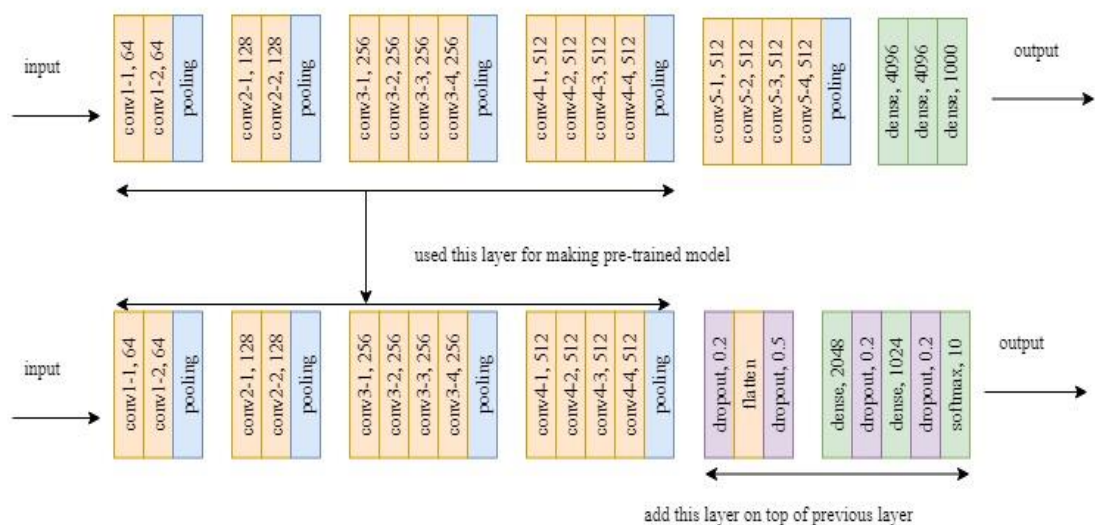 input
conv1-1, 64
conv1-2, 64
pooling
conv2-1, 128
conv2-2, 128
pooling
conv3-1, 256
conv3-2, 256
conv3-3, 256
conv3-4, 256
pooling
conv4-1, 512
conv4-2, 512
conv4-3, 512
conv4-4, 512
pooling
conv5-1, 512
conv5-2, 512
conv5-3, 512
conv5-4, 512
pooling
dense, 4096
dense, 4096
dense, 1000
output
used this layer for making pre-trained model
input
conv1-1, 64
conv1-2, 64
pooling
conv2-1, 128
conv2-2, 128
pooling
conv3-1, 256
conv3-2, 256
conv3-3, 256
conv3-4, 256
pooling
conv4-1, 512
conv4-2, 512
conv4-3, 512
conv4-4, 512
pooling
dropout, 0.2
flatten
dropout, 0.5
dense, 2048
dropout, 0.2
dense, 1024
dropout, 0.2
softmax, 10
output
add this layer on top of previous layer